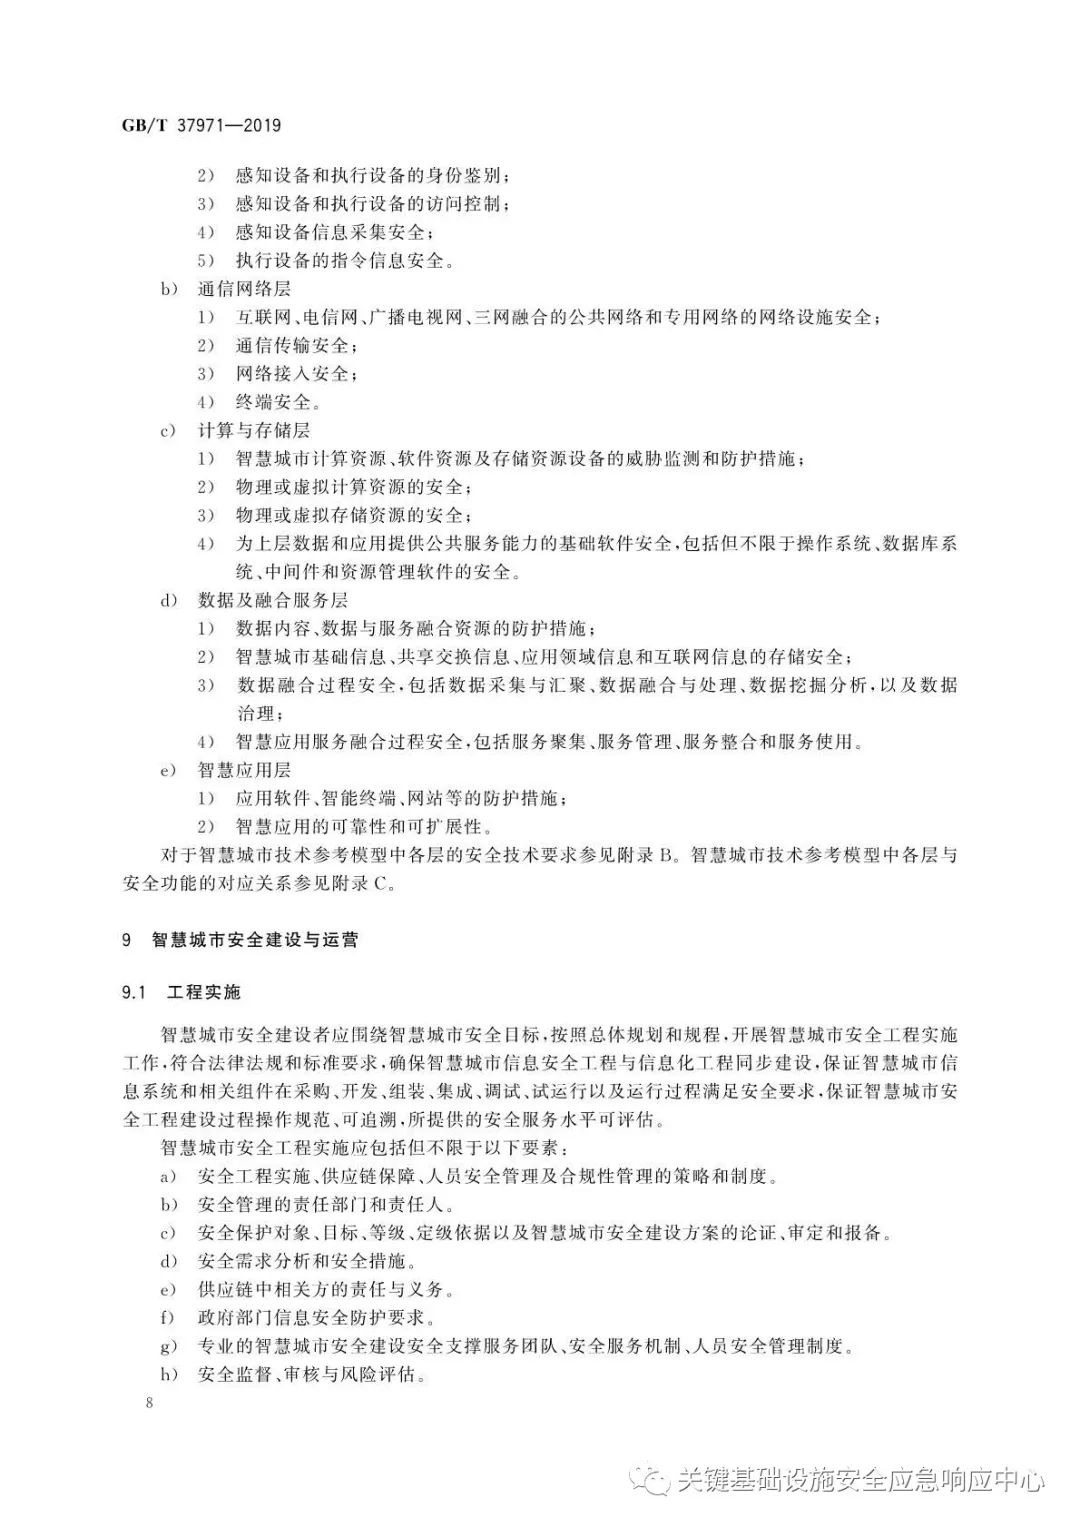 GB/T 37971—2019
2) 感知设备和执行设备的身份鉴别;
3) 感知设备和执行设备的访问控制;
4) 感知设备信息采集安全;
5) 执行设备的指令信息安全。
b) 通信网络层
1) 互联网、电信网、广播电视网、三网融合的公共网络和专用网络的网络设施安全;
2) 通信传输安全;
3) 网络接入安全;
4) 终端安全。
c) 计算与存储层
1) 智慧城市计算资源、软件资源及存储资源设备的威胁监测和防护措施;
2) 物理或虚拟计算资源的安全;
3) 物理或虚拟存储资源的安全;
4) 为上层数据和应用提供公共服务能力的基础软件安全,包括但不限于操作系统、数据库系
统、中间件和资源管理软件的安全。
d) 数据及融合服务层
1) 数据内容、数据与服务融合资源的防护措施;
2) 智慧城市基础信息、共享交换信息、应用领域信息和互联网信息的存储安全;
3) 数据融合过程安全,包括数据采集与汇聚、数据融合与处理、数据挖掘分析,以及数据
治理;
4) 智慧应用服务融合过程安全,包括服务聚集、服务管理、服务整合和服务使用。
e) 智慧应用层
1) 应用软件、智能终端、网站等的防护措施;
2) 智慧应用的可靠性和可扩展性。
对于智慧城市技术参考模型中各层的安全技术要求参见附录 B。智慧城市技术参考模型中各层与
安全功能的对应关系参见附录 C。
9 智慧城市安全建设与运营
9.1 工程实施
智慧城市安全建设者应围绕智慧城市安全目标,按照总体规划和规程,开展智慧城市安全工程实施
工作,符合法律法规和标准要求,确保智慧城市信息安全工程与信息化工程同步建设,保证智慧城市信
息系统和相关组件在采购、开发、组装、集成、调试、试运行以及运行过程满足安全要求,保证智慧城市安
全工程建设过程操作规范、可追溯,所提供的安全服务水平可评估。
智慧城市安全工程实施应包括但不限于以下要素:
a) 安全工程实施、供应链保障、人员安全管理及合规性管理的策略和制度。
b) 安全管理的责任部门和责任人。
c) 安全保护对象、目标、等级、定级依据以及智慧城市安全建设方案的论证、审定和报备。
d) 安全需求分析和安全措施。
e) 供应链中相关方的责任与义务。
f) 政府部门信息安全防护要求。
g) 专业的智慧城市安全建设安全支撑服务团队、安全服务机制、人员安全管理制度。
h) 安全监督、审核与风险评估。
8
关键基础设施安全应急响应中心